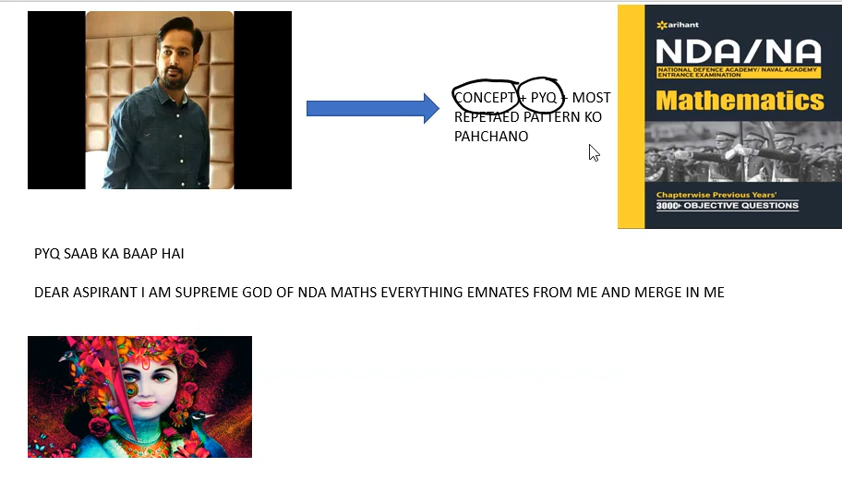 CONCEPT + PYQ + MOST
REPETAED PATTERN KO
PAHCHANO
arihant
NDA/NA
NATIONAL DEFENCE ACADEMY/ NAVAL ACADEMY
ENTRANCE EXAMINATION
Mathematics
Chapterwise Previous Years'
3000+ OBJECTIVE QUESTIONS
PYQ SAAB KA BAAP HAI
DEAR ASPIRANT I AM SUPREME GOD OF NDA MATHS EVERYTHING EMNATES FROM ME AND MERGE IN ME